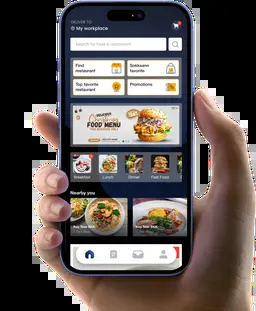 DELIVER TO
My workplace
Search for food & restaurant
Find
restaurant
Sokkeann
favorite
Top favorite
restaurant
Promotions
DELICIOUS
FOOD MENU
Breakfast
Lunch
Dinner
Fast Food
Nearby you